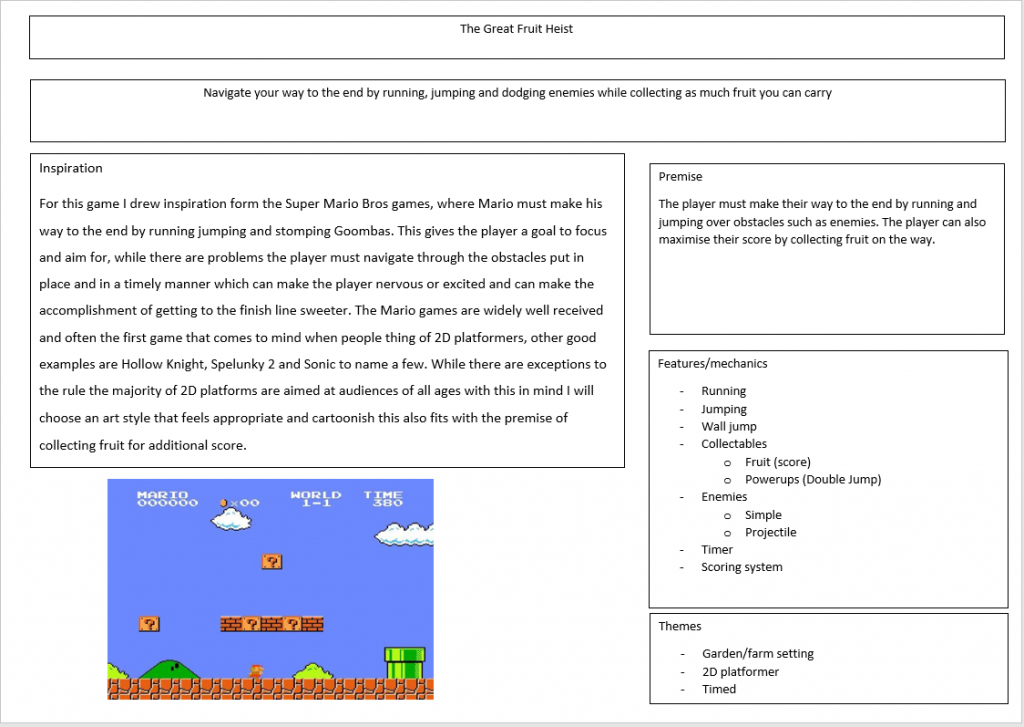 The Great Fruit Heist
Navigate your way to the end by running, jumping and dodging enemies while collecting as much fruit you can carry
Inspiration
For this game I drew inspiration form the Super Mario Bros games, where Mario must make his
way to the end by running jumping and stomping Goombas. This gives the player a goal to focus
and aim for, while there are problems the player must navigate through the obstacles put in
place and in a timely manner which can make the player nervous or excited and can make the
accomplishment of getting to the finish line sweeter. The Mario games are widely well received
and often the first game that comes to mind when people thing of 2D platformers, other good
examples are Hollow Knight, Spelunky 2 and Sonic to name a few. While there are exceptions to
the rule the majority of 2D platforms are aimed at audiences of all ages with this in mind I will
choose an art style that feels appropriate and cartoonish this also fits with the premise of
collecting fruit for additional score.
MARIO WORLD TIME
000000 ×00 1-1 380
? 
? ? ?
Premise
The player must make their way to the end by running and
jumping over obstacles such as enemies. The player can also
maximise their score by collecting fruit on the way.
Features/mechanics
- Running
- Jumping
- Wall jump
- Collectables
o Fruit (score)
o Powerups (Double Jump)
- Enemies
o Simple
o Projectile
- Timer
- Scoring system
Themes
- Garden/farm setting
- 2D platformer
- Timed